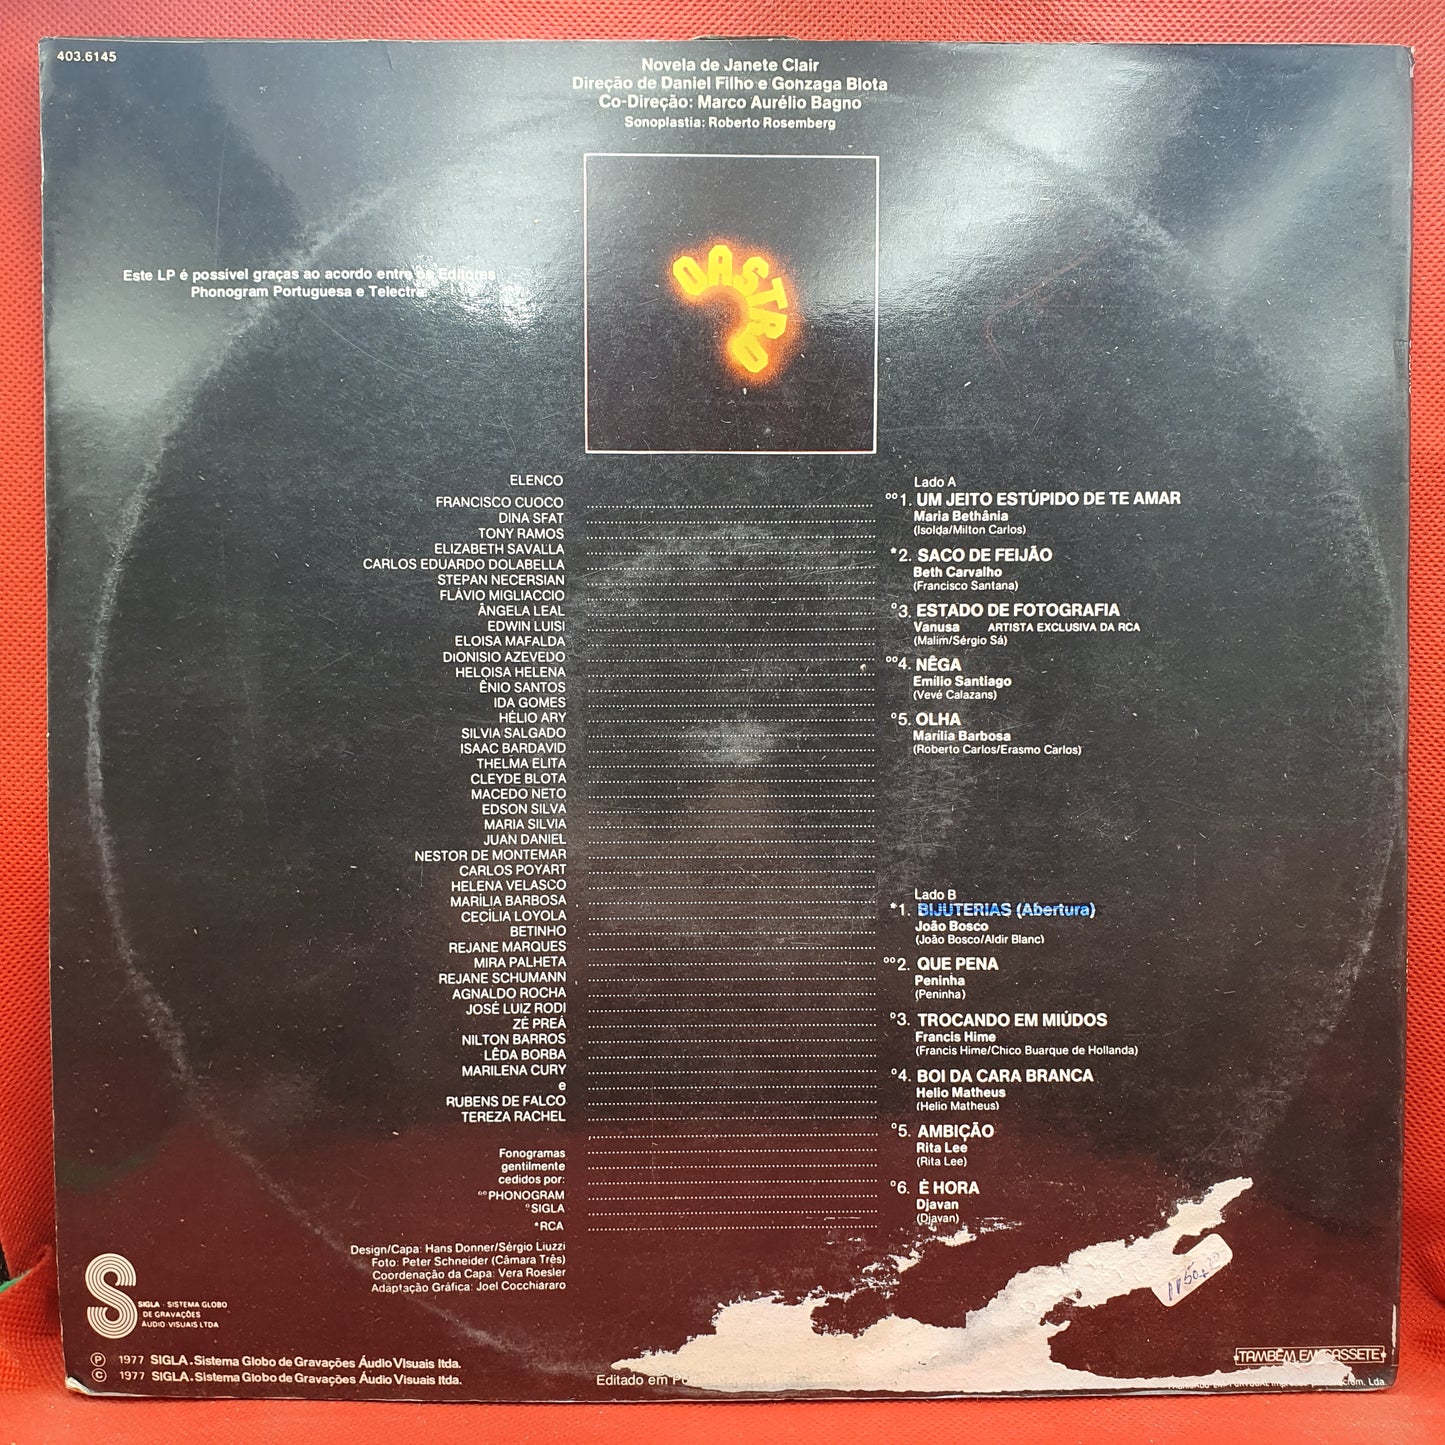 403.6145
Novela de Janete Clair
Direção de Daniel Filho e Gonzaga Blota
Co-Direção: Marco Aurélio Bagno
Sonoplastia: Roberto Rosemberg
OASTRO
Este LP é possível graças ao acordo entre os Editores
Phonogram Portuguesa e Telectra
ELENCO
FRANCISCO CUOCO
DINA SFAT
TONY RAMOS
ELIZABETH SAVALLA
CARLOS EDUARDO DOLABELLA
STEPAN NECERSIAN
FLÁVIO MIGLIACCIO
ÂNGELA LEAL
EDWIN LUISI
ELOISA MAFALDA
DIONISIO AZEVEDO
HELOISA HELENA
ÊNIO SANTOS
IDA GOMES
HÉLIO ARY
SILVIA SALGADO
ISAAC BARDAVID
THELMA ELITA
CLEYDE BLOTA
MACEDO NETO
EDSON SILVA
MARIA SILVIA
JUAN DANIEL
NESTOR DE MONTEMAR
CARLOS POYART
HELENA VELASCO
MARÍLIA BARBOSA
CECÍLIA LOYOLA
BETINHO
REJANE MARQUES
MIRA PALHETA
REJANE SCHUMANN
AGNALDO ROCHA
JOSÉ LUIZ RODI
ZÉ PREÁ
NILTON BARROS
LÊDA BORBA
MARILENA CURY
e
RUBENS DE FALCO
TEREZA RACHEL
Fonogramas
gentilmente
cedidos por:
°°PHONOGRAM
°SIGLA
*RCA
Design/Capa: Hans Donner/Sérgio Liuzzi
Foto: Peter Schneider (Câmara Três)
Coordenação da Capa: Vera Roesler
Adaptação Gráfica: Joel Cocchiararo
Lado A
°°1. UM JEITO ESTÚPIDO DE TE AMAR
Maria Bethânia
(Isolda/Milton Carlos)
*2. SACO DE FEIJÃO
Beth Carvalho
(Francisco Santana)
°3. ESTADO DE FOTOGRAFIA
Vanusa ARTISTA EXCLUSIVA DA RCA
(Malim/Sérgio Sá)
°°4. NÊGA
Emílio Santiago
(Vevé Calazans)
°5. OLHA
Marília Barbosa
(Roberto Carlos/Erasmo Carlos)
Lado B
*1. BIJUTERIAS (Abertura)
João Bosco
(João Bosco/Aldir Blanc)
°°2. QUE PENA
Peninha
(Peninha)
°3. TROCANDO EM MIÚDOS
Francis Hime
(Francis Hime/Chico Buarque de Hollanda)
°4. BOI DA CARA BRANCA
Helio Matheus
(Helio Matheus)
°5. AMBIÇÃO
Rita Lee
(Rita Lee)
°6. É HORA
Djavan
(Djavan)
SIGLA - SISTEMA GLOBO
DE GRAVAÇÕES
ÁUDIO VISUAIS LTDA
℗ 1977 SIGLA.Sistema Globo de Gravações Áudio Visuais ltda.
© 1977 SIGLA.Sistema Globo de Gravações Áudio Visuais ltda.
Editado em
TAMBÉM EM CASSETE
Lda